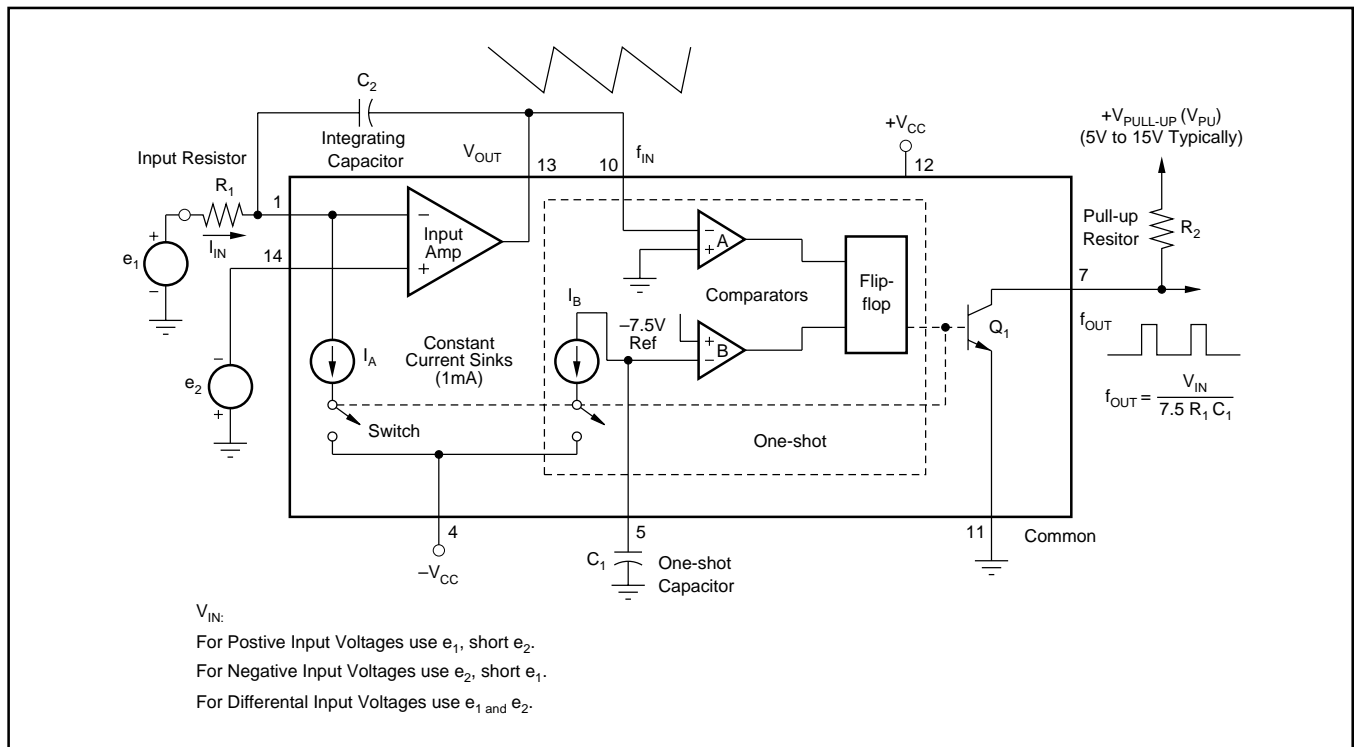 C2
Integrating
Capacitor
Input Resistor
R1
IIN
e1
+
−
1
14
e2
−
+
VOUT
13
10
fIN
+VCC
12
+VPULL-UP (VPU)
(5V to 15V Typically)
Pull-up
Resitor
R2
7
fOUT
fOUT = VIN / 7.5 R1 C1
−
Input
Amp
+
IA
Constant
Current Sinks
(1mA)
Switch
IB
–7.5V
Ref
−
+
A
Comparators
+
−
B
Flip-
flop
Q1
One-shot
4
–VCC
5
C1
One-shot
Capacitor
11
Common
VIN:
For Postive Input Voltages use e1, short e2.
For Negative Input Voltages use e2, short e1.
For Differental Input Voltages use e1 and e2.